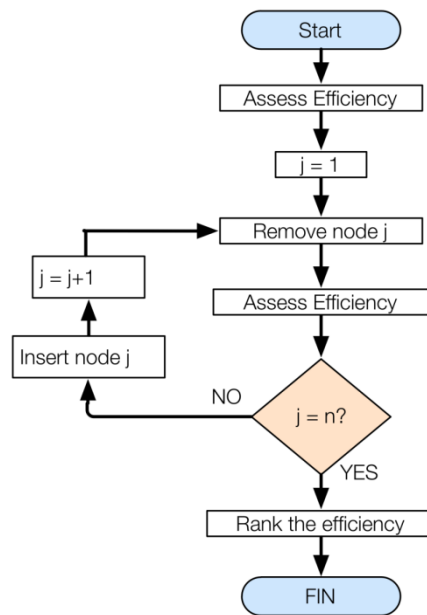 Start
Assess Efficiency
j = 1
Remove node j
j = j+1
Assess Efficiency
Insert node j
NO
j = n?
YES
Rank the efficiency
FIN